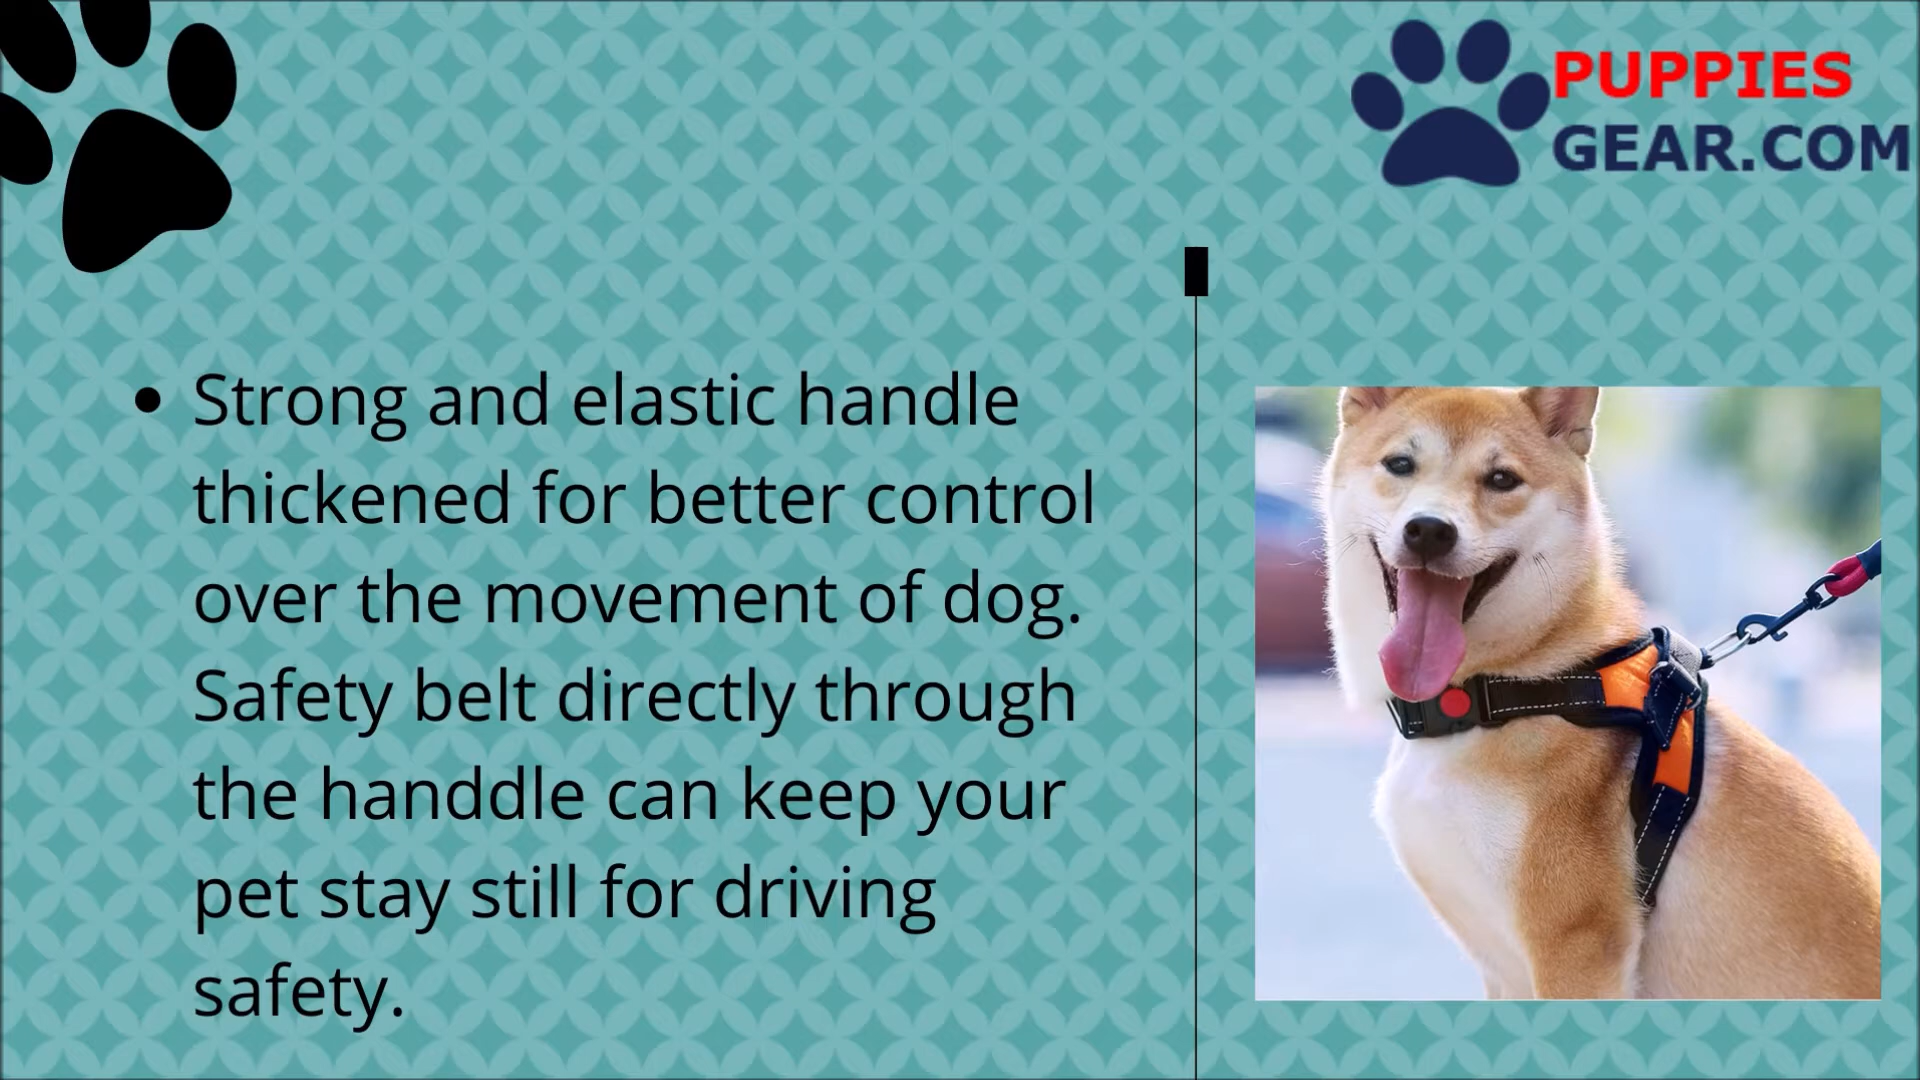 PUPPIES
GEAR.COM
• Strong and elastic handle
thickened for better control
over the movement of dog.
Safety belt directly through
the handdle can keep your
pet stay still for driving
safety.